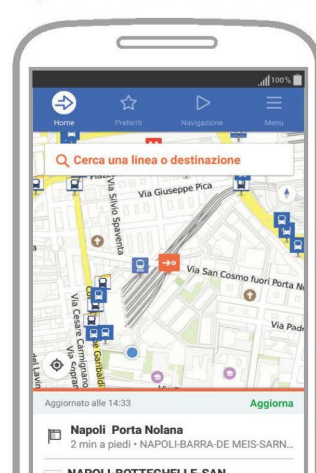 100%
Home
Preferiti
Navigazione
Menu
Cerca una linea o destinazione
Via Silvio Spaventa
Via Giuseppe Pica
Via San Cosmo fuori Porta N
Via Cesare Carmignano
Garibaldi
Aggiornato alle 14:33
Aggiorna
Napoli Porta Nolana
2 min a piedi • NAPOLI-BARRA-DE MEIS-SARN...
NAPOLI-BOTTEGHELLE-SAN